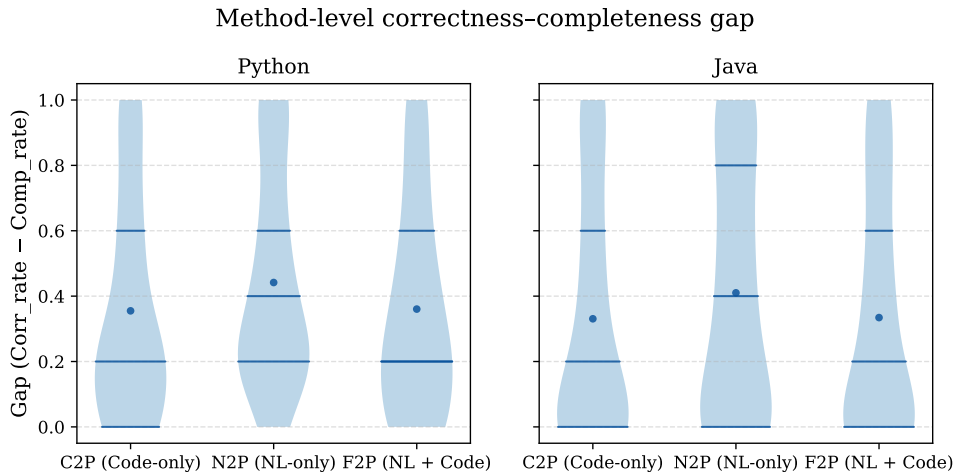 Method-level correctness–completeness gap
Python
Java
Gap (Corr_rate − Comp_rate)
1.0
0.8
0.6
0.4
0.2
0.0
C2P (Code-only) N2P (NL-only) F2P (NL + Code)
C2P (Code-only) N2P (NL-only) F2P (NL + Code)